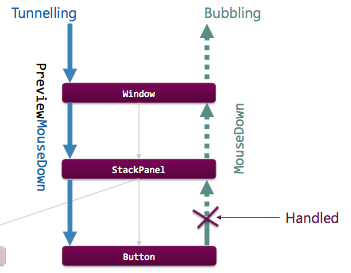 Tunnelling
Bubbling
Window
PreviewMouseDown
MouseDown
StackPanel
Handled
Button